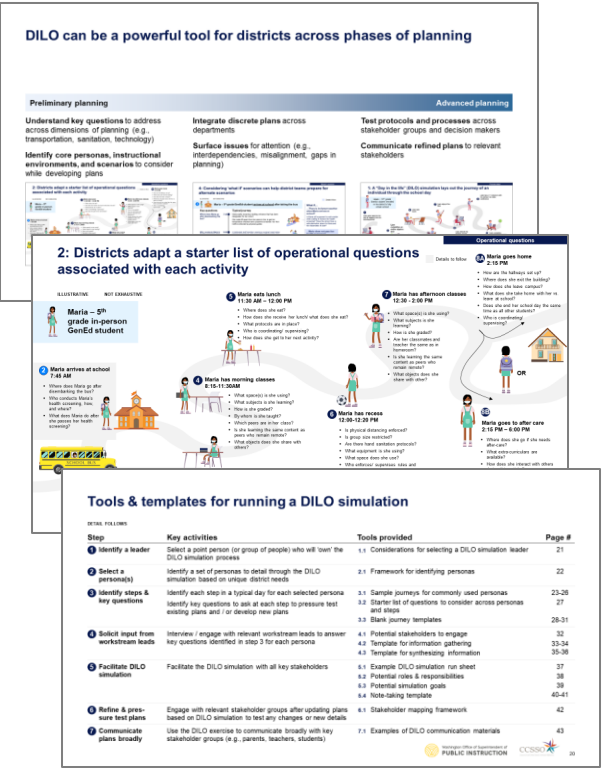 DILO can be a powerful tool for districts across phases of planning
Preliminary planning
Advanced planning
Understand key questions to address
across dimensions of planning (e.g.,
transportation, sanitation, technology)
Identify core personas, instructional
environments, and scenarios to consider
while developing plans
Integrate discrete plans across
departments
Surface issues for attention (e.g.,
interdependencies, misalignment, gaps in
planning)
Test protocols and processes across
stakeholder groups and decision makers
Communicate refined plans to relevant
stakeholders
2: Districts adapt a starter list of operational questions
associated with each activity
Operational questions
Details to follow
ILLUSTRATIVE NOT EXHAUSTIVE
Maria – 5th
grade in-person
GenEd student
2 Maria arrives at school
7:45 AM
• Where does Maria go after
disembarking the bus?
• Who conducts Maria's
health screening, how,
and where?
• What does Maria do after
she passes her health
screening?
SCHOOL BUS
5 Maria eats lunch
11:30 AM – 12:00 PM
• Where does she eat?
• How does she receive her lunch/ what does she eat?
• What protocols are in place?
• Who is coordinating/ supervising?
• How does she get to her next activity?
4 Maria has morning classes
8:15-11:30AM
• What space(s) is she using?
• What subjects is she learning?
• How is she graded?
• By whom is she taught?
• Which peers are in her class?
• Is she learning the same content as
peers who remain remote?
• What objects does she share with
others?
7 Maria has afternoon classes
12:30 - 2:00 PM
• What space(s) is she using?
• What subjects is she
learning?
• How is she graded?
• Are her classmates and
teacher the same as in
homeroom?
• Is she learning the same
content as peers who
remain remote?
• What objects does she
share with other?
6 Maria has recess
12:00-12:20 PM
• Is physical distancing enforced?
• Is group size restricted?
• Are there hand sanitation protocols?
• What equipment is she using?
• What space does she use?
• Who enforces/ supervises rules and
8A Maria goes home
2:15 PM
• How are the hallways set up?
• Where does she exit the building?
• How does she leave campus?
• What does she take home with her vs
leave at school?
• Does she end her school day the same
time as all other students?
• Who is coordinating/
supervising?
OR
8B
Maria goes to after care
2:15 PM – 6:00 PM
• Where does she go if she needs
after-care?
• What extra-curriculars are
available?
• How does she interact with others
Tools & templates for running a DILO simulation
DETAIL FOLLOWS
Step Key activities Tools provided Page #
1 Identify a leader
Select a point person (or group of people) who will 'own' the
DILO simulation process
1.1 Considerations for selecting a DILO simulation leader 21
2 Select a
persona(s)
Identify a set of personas to detail through the DILO
simulation based on unique district needs
2.1 Framework for identifying personas 22
3 Identify steps &
key questions
Identify each step in a typical day for each selected persona
Identify key questions to ask at each step to pressure test
existing plans and / or develop new plans
3.1 Sample journeys for commonly used personas 23-26
3.2 Starter list of questions to consider across personas 27
and steps
3.3 Blank journey templates 28-31
4 Solicit input from
workstream leads
Interview / engage with relevant workstream leads to answer
key questions identified in step 3 for each persona
4.1 Potential stakeholders to engage 32
4.2 Template for information gathering 33-34
4.3 Template for synthesizing information 35-36
5 Facilitate DILO
simulation
Facilitate the DILO simulation with all key stakeholders
5.1 Example DILO simulation run sheet 37
5.2 Potential roles & responsibilities 38
5.3 Potential simulation goals 39
5.4 Note-taking template 40-41
6 Refine & pres-
sure test plans
Engage with relevant stakeholder groups after updating plans
based on DILO simulation to test any changes or new details
6.1 Stakeholder mapping framework 42
7 Communicate
plans broadly
Use the DILO exercise to communicate broadly with key
stakeholder groups (e.g., parents, teachers, students)
7.1 Examples of DILO communication materials 43
Washington Office of Superintendent of
PUBLIC INSTRUCTION
CCSSO
20